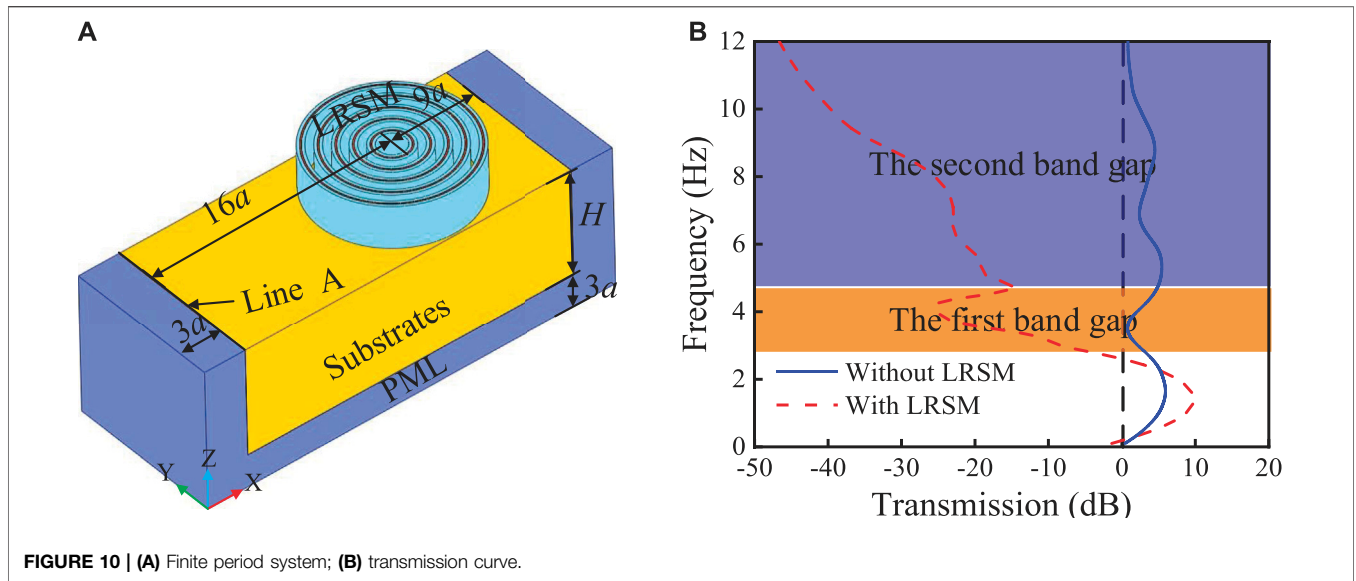 A
LRSM 9a
16a
H
Line A
3a
3a
Substrates
PML
Z
Y
X
B
12
10
8
6
4
2
0
Frequency (Hz)
The second band gap
The first band gap
Without LRSM
With LRSM
-50 -40 -30 -20 -10 0 10 20
Transmission (dB)
FIGURE 10 | (A) Finite period system; (B) transmission curve.